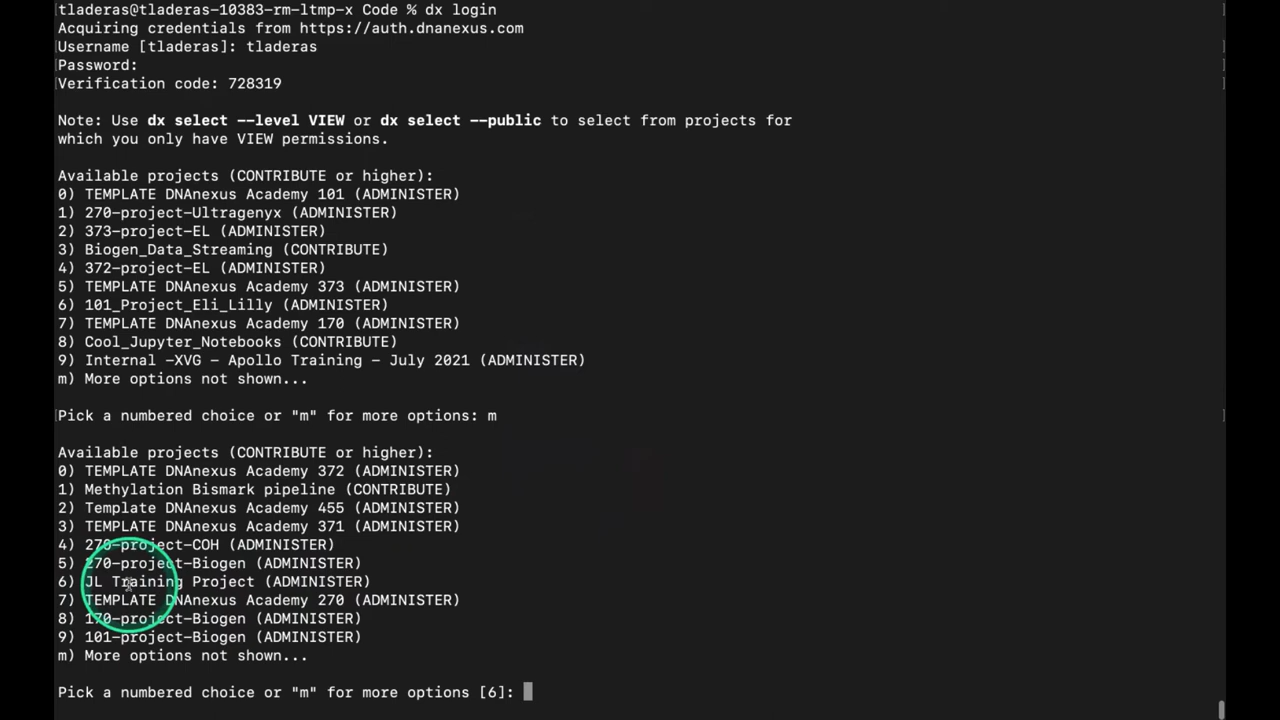 tladeras@tladeras-10383-rm-ltmp-x Code % dx login
Acquiring credentials from https://auth.dnanexus.com
Username [tladeras]: tladeras
Password:
Verification code: 728319
Note: Use dx select --level VIEW or dx select --public to select from projects for
which you only have VIEW permissions.
Available projects (CONTRIBUTE or higher):
0) TEMPLATE DNAnexus Academy 101 (ADMINISTER)
1) 270-project-Ultragenyx (ADMINISTER)
2) 373-project-EL (ADMINISTER)
3) Biogen_Data_Streaming (CONTRIBUTE)
4) 372-project-EL (ADMINISTER)
5) TEMPLATE DNAnexus Academy 373 (ADMINISTER)
6) 101_Project_Eli_Lilly (ADMINISTER)
7) TEMPLATE DNAnexus Academy 170 (ADMINISTER)
8) Cool_Jupyter_Notebooks (CONTRIBUTE)
9) Internal -XVG - Apollo Training - July 2021 (ADMINISTER)
m) More options not shown...
Pick a numbered choice or "m" for more options: m
Available projects (CONTRIBUTE or higher):
0) TEMPLATE DNAnexus Academy 372 (ADMINISTER)
1) Methylation Bismark pipeline (CONTRIBUTE)
2) Template DNAnexus Academy 455 (ADMINISTER)
3) TEMPLATE DNAnexus Academy 371 (ADMINISTER)
4) 270-project-COH (ADMINISTER)
5) 270-project-Biogen (ADMINISTER)
6) JL Training Project (ADMINISTER)
7) TEMPLATE DNAnexus Academy 270 (ADMINISTER)
8) 170-project-Biogen (ADMINISTER)
9) 101-project-Biogen (ADMINISTER)
m) More options not shown...
Pick a numbered choice or "m" for more options [6]: